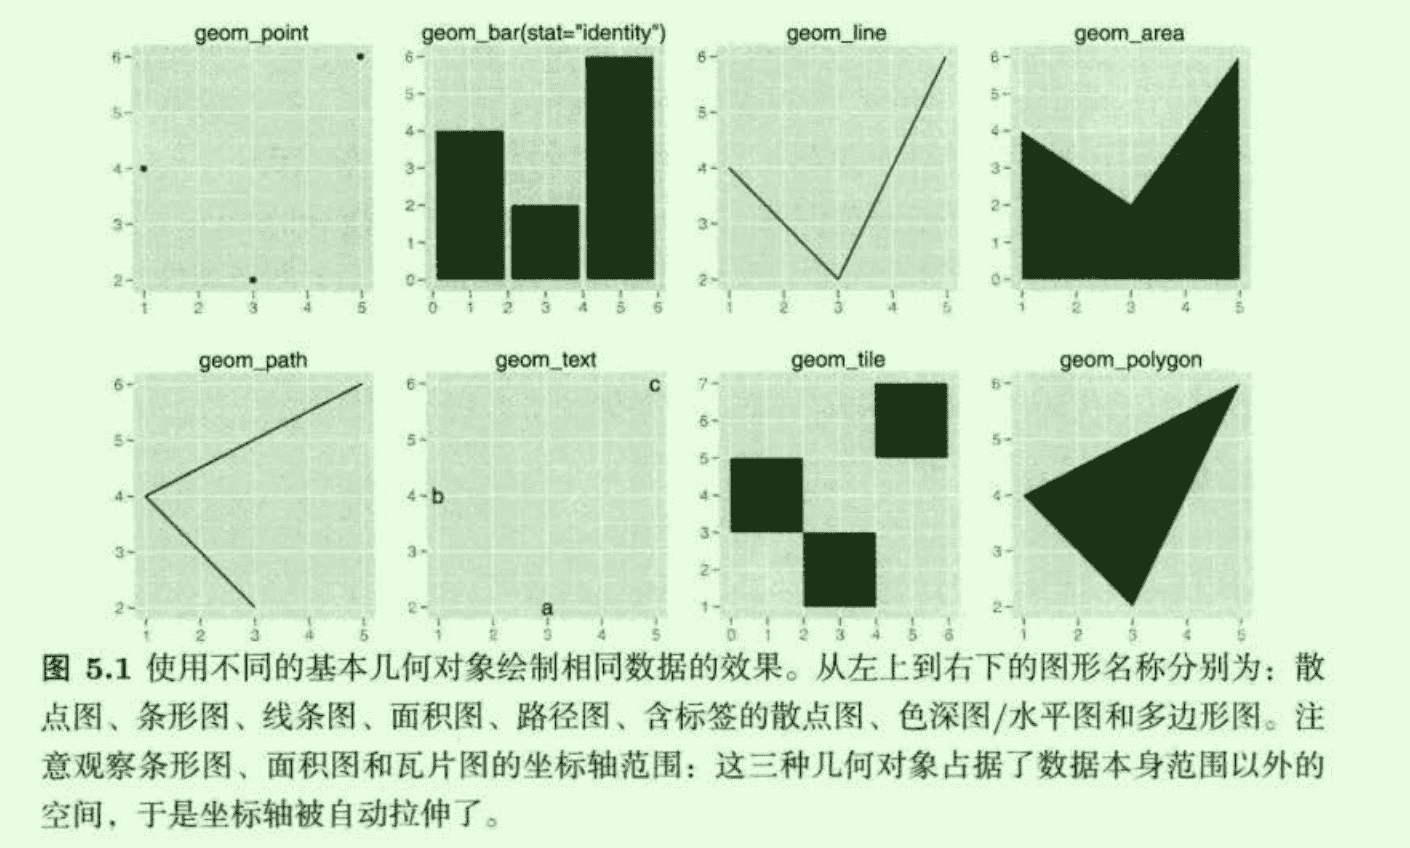 geom_point
geom_bar(stat="identity")
geom_line
geom_area
6
5
4
3
2
1 2 3 4 5
6
5
4
3
2
1
0
0 1 2 3 4 5 6
6
5
4
3
2
1 2 3 4 5
6
5
4
3
2
1
0
1 2 3 4 5
geom_path
geom_text
geom_tile
geom_polygon
6
5
4
3
2
1 2 3 4 5
6
5
4
3
2
c
b
a
1 2 3 4 5
7
6
5
4
3
2
1
0 1 2 3 4 5 6
6
5
4
3
2
1 2 3 4 5
图 5.1 使用不同的基本几何对象绘制相同数据的效果。从左上到右下的图形名称分别为：散
点图、条形图、线条图、面积图、路径图、含标签的散点图、色深图/水平图和多边形图。注
意观察条形图、面积图和瓦片图的坐标轴范围：这三种几何对象占据了数据本身范围以外的
空间，于是坐标轴被自动拉伸了。